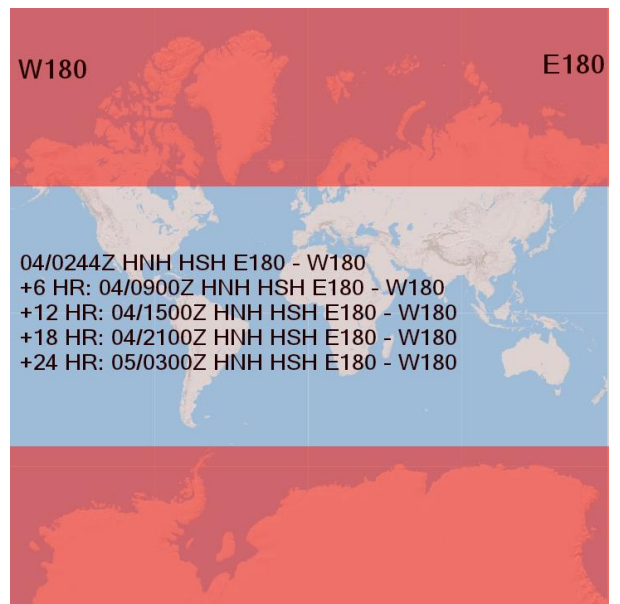 W180
E180
04/0244Z HNH HSH E180 - W180
+6 HR: 04/0900Z HNH HSH E180 - W180
+12 HR: 04/1500Z HNH HSH E180 - W180
+18 HR: 04/2100Z HNH HSH E180 - W180
+24 HR: 05/0300Z HNH HSH E180 - W180